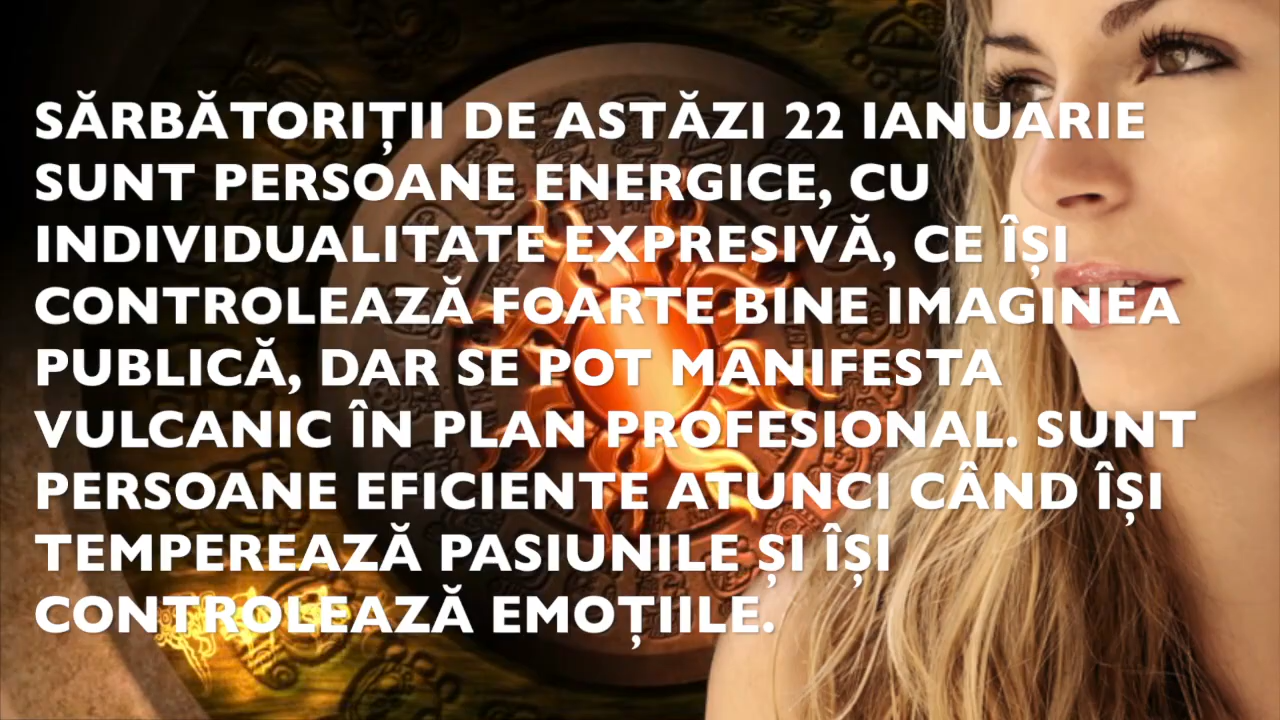 SĂRBĂTORIȚII DE ASTĂZI 22 IANUARIE
SUNT PERSOANE ENERGICE, CU
INDIVIDUALITATE EXPRESIVĂ, CE ÎȘI
CONTROLEAZĂ FOARTE BINE IMAGINEA
PUBLICĂ, DAR SE POT MANIFESTA
VULCANIC ÎN PLAN PROFESIONAL. SUNT
PERSOANE EFICIENTE ATUNCI CÂND ÎȘI
TEMPEREAZĂ PASIUNILE ȘI ÎȘI
CONTROLEAZĂ EMOȚIILE.